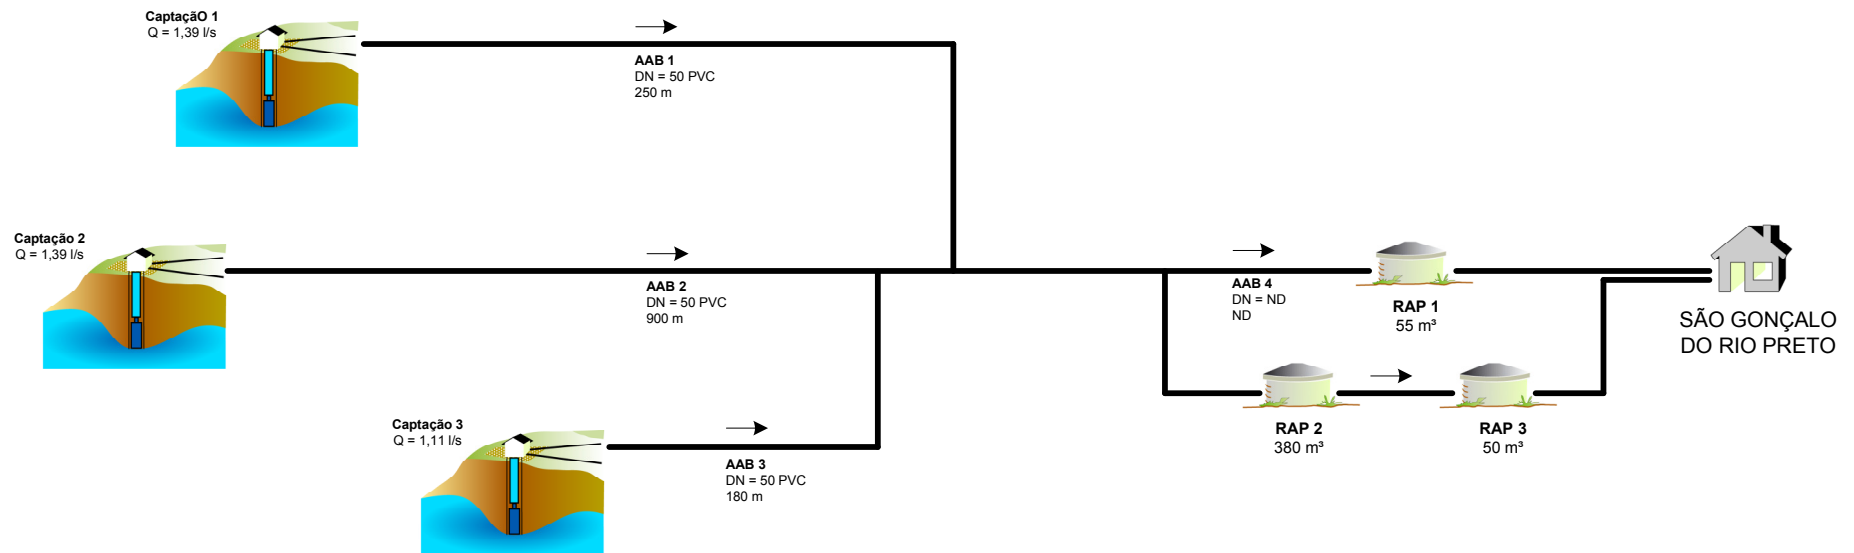 CaptaçãO 1
Q = 1,39 l/s
AAB 1
DN = 50 PVC
250 m
Captação 2
Q = 1,39 l/s
AAB 2
DN = 50 PVC
900 m
AAB 4
DN = ND
ND
RAP 1
55 m³
SÃO GONÇALO
DO RIO PRETO
Captação 3
Q = 1,11 l/s
AAB 3
DN = 50 PVC
180 m
RAP 2
380 m³
RAP 3
50 m³